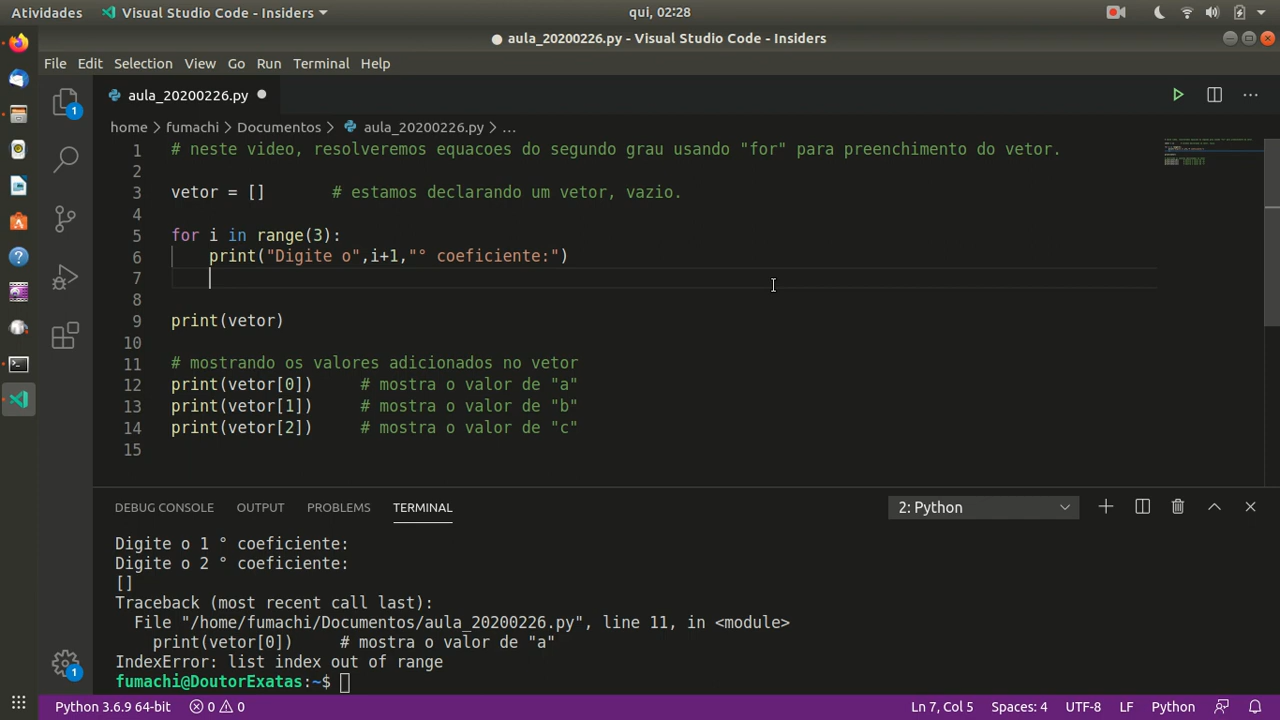 Atividades Visual Studio Code - Insiders qui, 02:28
aula_20200226.py - Visual Studio Code - Insiders
File Edit Selection View Go Run Terminal Help
aula_20200226.py
home > fumachi > Documentos > aula_20200226.py > ...
1 # neste video, resolveremos equacoes do segundo grau usando "for" para preenchimento do vetor.
2
3 vetor = [] # estamos declarando um vetor, vazio.
4
5 for i in range(3):
6 print("Digite o",i+1,"° coeficiente:")
7
8
9 print(vetor)
10
11 # mostrando os valores adicionados no vetor
12 print(vetor[0]) # mostra o valor de "a"
13 print(vetor[1]) # mostra o valor de "b"
14 print(vetor[2]) # mostra o valor de "c"
15
DEBUG CONSOLE OUTPUT PROBLEMS TERMINAL 2: Python
Digite o 1 ° coeficiente:
Digite o 2 ° coeficiente:
[]
Traceback (most recent call last):
File "/home/fumachi/Documentos/aula_20200226.py", line 11, in <module>
print(vetor[0]) # mostra o valor de "a"
IndexError: list index out of range
fumachi@DoutorExatas:~$
Python 3.6.9 64-bit 0 0 Ln 7, Col 5 Spaces: 4 UTF-8 LF Python
1
1